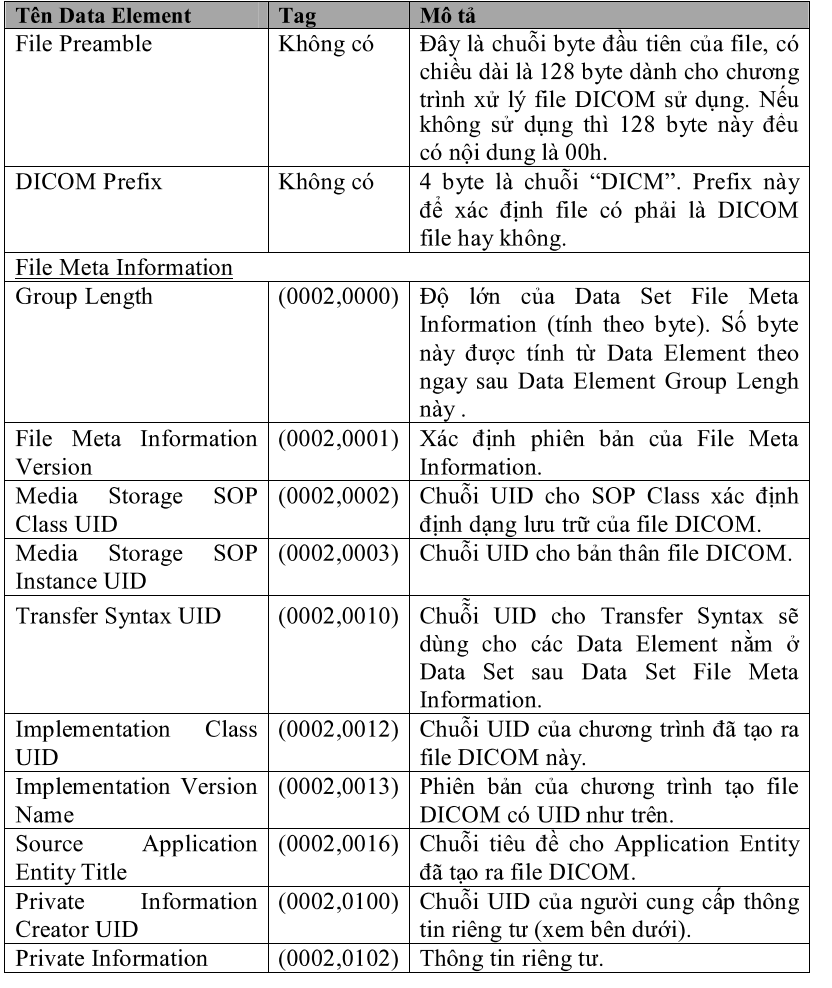 Tên Data Element Tag Mô tả
File Preamble Không có Đây là chuỗi byte đầu tiên của file, có
chiều dài là 128 byte dành cho chương
trình xử lý file DICOM sử dụng. Nếu
không sử dụng thì 128 byte này đều
có nội dung là 00h.
DICOM Prefix Không có 4 byte là chuỗi “DICM”. Prefix này
để xác định file có phải là DICOM
file hay không.
File Meta Information
Group Length (0002,0000) Độ lớn của Data Set File Meta
Information (tính theo byte). Số byte
này được tính từ Data Element theo
ngay sau Data Element Group Lengh
này .
File Meta Information (0002,0001) Xác định phiên bản của File Meta
Version Information.
Media Storage SOP (0002,0002) Chuỗi UID cho SOP Class xác định
Class UID định dạng lưu trữ của file DICOM.
Media Storage SOP (0002,0003) Chuỗi UID cho bản thân file DICOM.
Instance UID
Transfer Syntax UID (0002,0010) Chuỗi UID cho Transfer Syntax sẽ
dùng cho các Data Element nằm ở
Data Set sau Data Set File Meta
Information.
Implementation Class (0002,0012) Chuỗi UID của chương trình đã tạo ra
UID file DICOM này.
Implementation Version (0002,0013) Phiên bản của chương trình tạo file
Name DICOM có UID như trên.
Source Application (0002,0016) Chuỗi tiêu đề cho Application Entity
Entity Title đã tạo ra file DICOM.
Private Information (0002,0100) Chuỗi UID của người cung cấp thông
Creator UID tin riêng tư (xem bên dưới).
Private Information (0002,0102) Thông tin riêng tư.